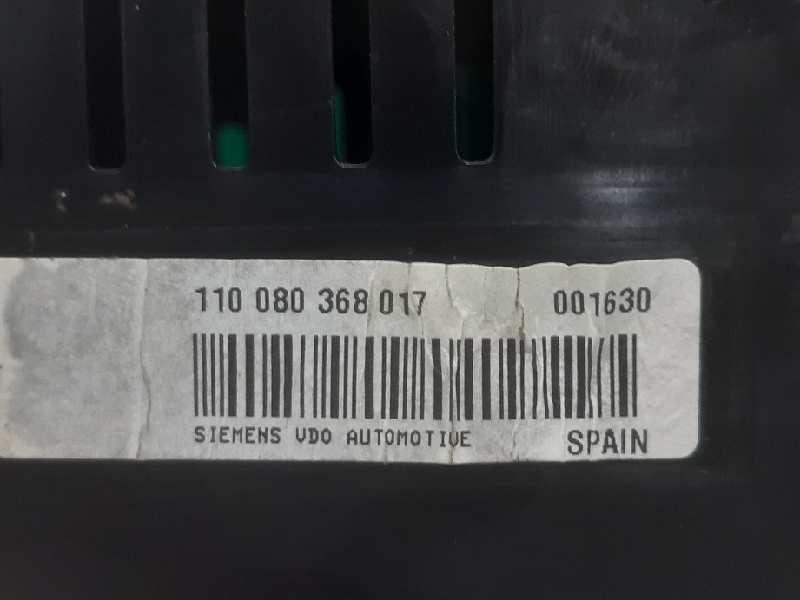 110 080 368 017 001630
SIEMENS VDO AUTOMOTIVE SPAIN